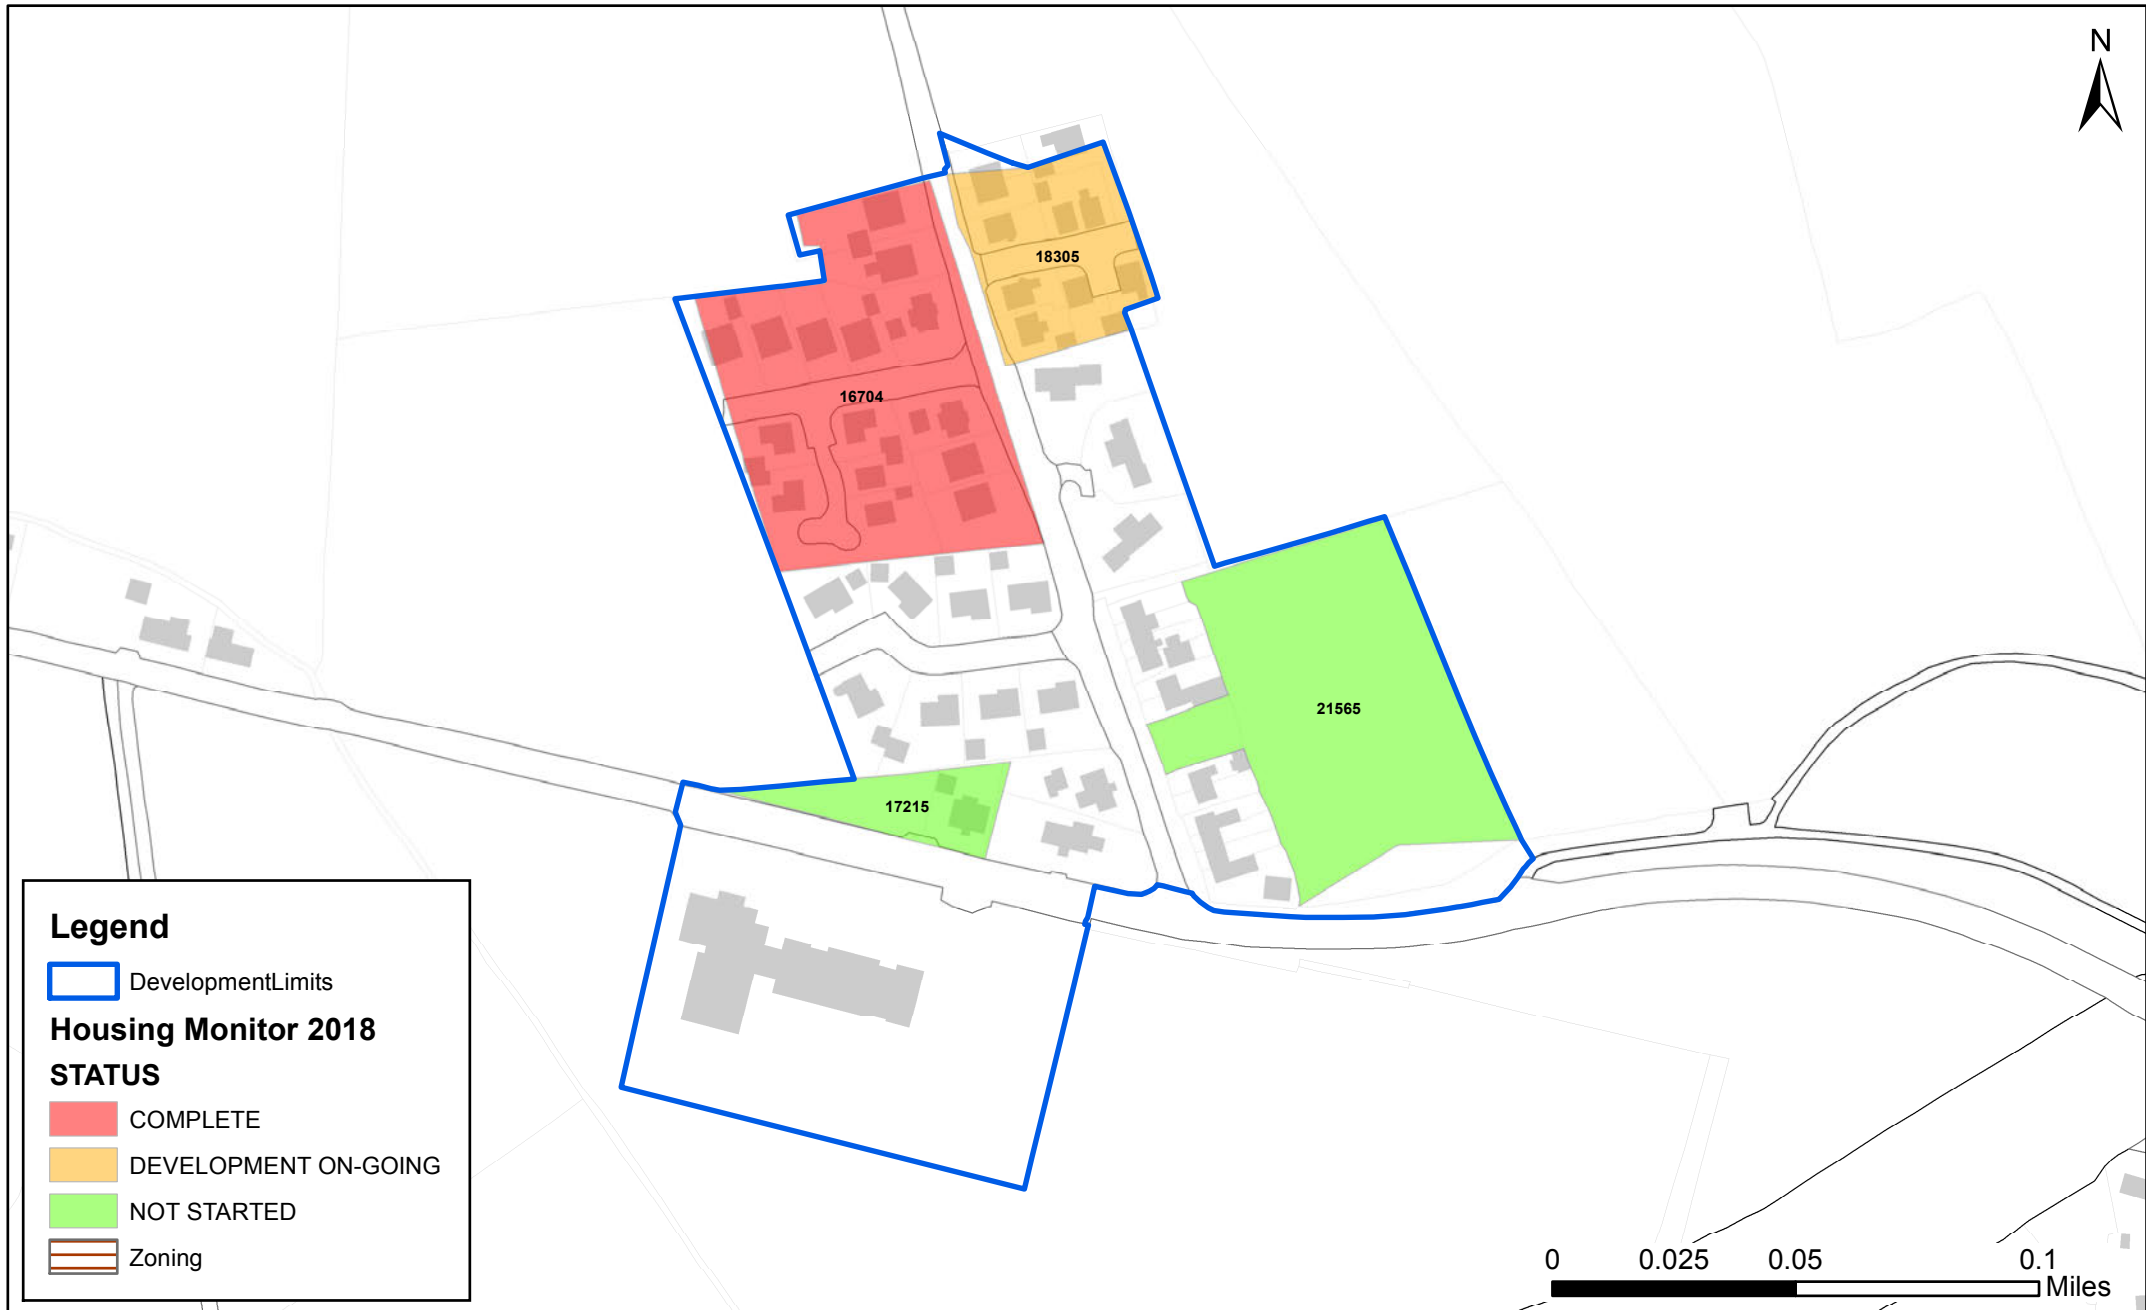 N
18305
16704
21565
17215
Legend
DevelopmentLimits
Housing Monitor 2018
STATUS
COMPLETE
DEVELOPMENT ON-GOING
NOT STARTED
Zoning
0 0.025 0.05 0.1
Miles